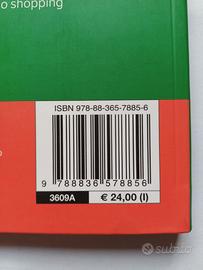 o shopping
ISBN 978-88-365-7885-6
9 788836 578856
3609A
€ 24,00 (I)
subito